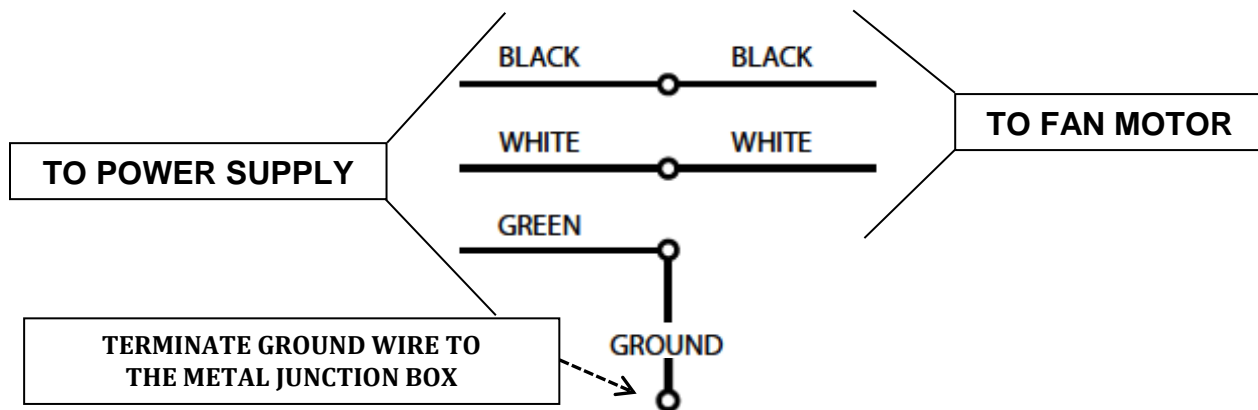 BLACK BLACK
TO FAN MOTOR
WHITE WHITE
TO POWER SUPPLY
GREEN
TERMINATE GROUND WIRE TO
THE METAL JUNCTION BOX
GROUND